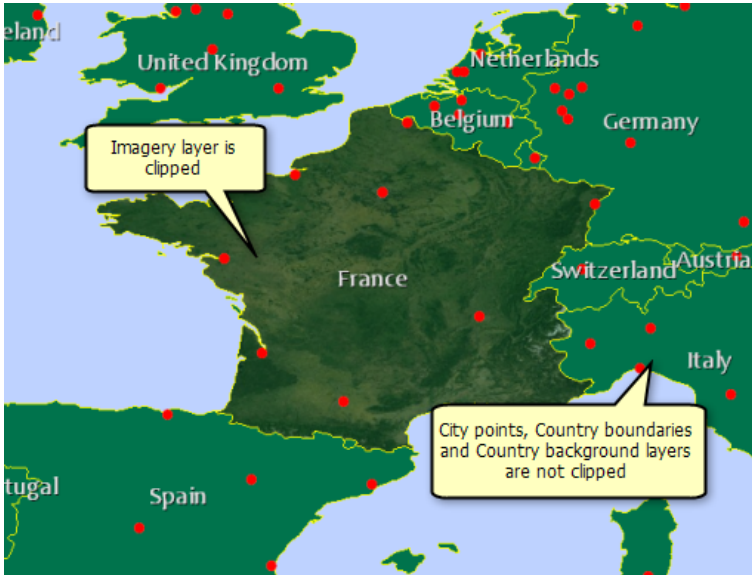 eland
United Kingdom
Netherlands
Belgium
Germany
Imagery layer is
clipped
France
Switzerland
Austria
Italy
City points, Country boundaries
and Country background layers
are not clipped
tugal
Spain